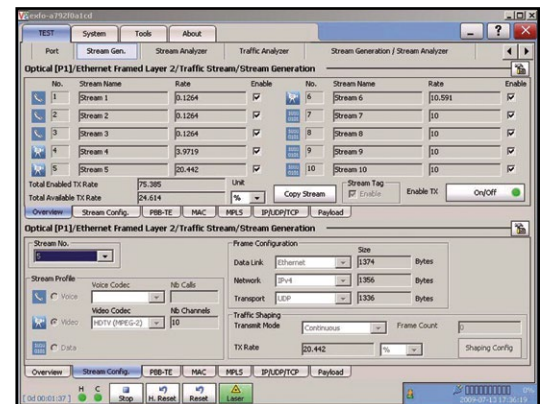 exfo-a792f0a1cd
TEST System Tools About
Port Stream Gen. Stream Analyzer Traffic Analyzer Stream Generation / Stream Analyzer
Optical [P1]/Ethernet Framed Layer 2/Traffic Stream/Stream Generation
No. Stream Name Rate Enable No. Stream Name Rate Enable
1 Stream 1 0.1264 6 Stream 6 10.591
2 Stream 2 0.1264 7 Stream 7 10
3 Stream 3 0.1264 8 Stream 8 10
4 Stream 4 3.9719 9 Stream 9 10
5 Stream 5 20.442 10 Stream 10 10
Total Enabled TX Rate 75.385 Unit Stream Tag
Total Available TX Rate 24.614 % Copy Stream Enable Enable TX On/Off
Overview Stream Config. PBB-TE MAC MPLS IP/UDP/TCP Payload
Optical [P1]/Ethernet Framed Layer 2/Traffic Stream/Stream Generation
Stream No. Frame Configuration
5 Size
Data Link Ethernet 1374 Bytes
Stream Profile
Voice Codec Nb Calls Network IPv4 1356 Bytes
Voice Transport UDP 1336 Bytes
Video Codec Nb Channels Traffic Shaping
Video HDTV (MPEG-2) 10 Transmit Mode Continuous Frame Count 0
Data TX Rate 20.442 % Shaping Config
Overview Stream Config. PBB-TE MAC MPLS IP/UDP/TCP Payload
[ 0d 00:01:37 ] H C Stop H. Reset Reset Laser 0%
2009-07-13 17:36:19